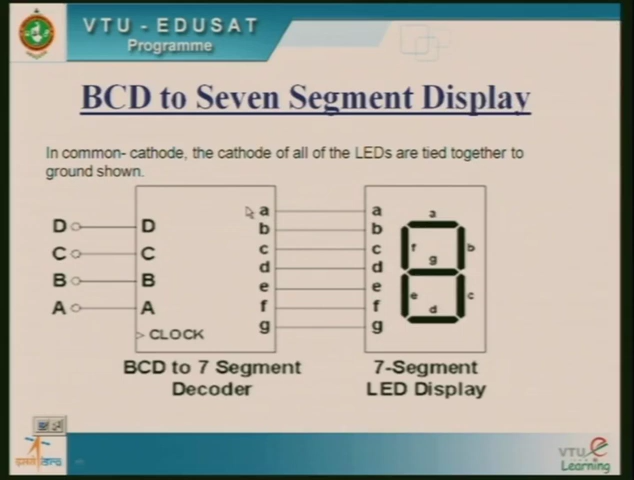 VTU - EDUSAT
Programme
BCD to Seven Segment Display
In common- cathode, the cathode of all of the LEDs are tied together to
ground shown.
D D a a a
C C b b f b
B B c c g
A A d d e c
e e d
f f
CLOCK g g
BCD to 7 Segment
Decoder
7-Segment
LED Display
VTU e
Learning